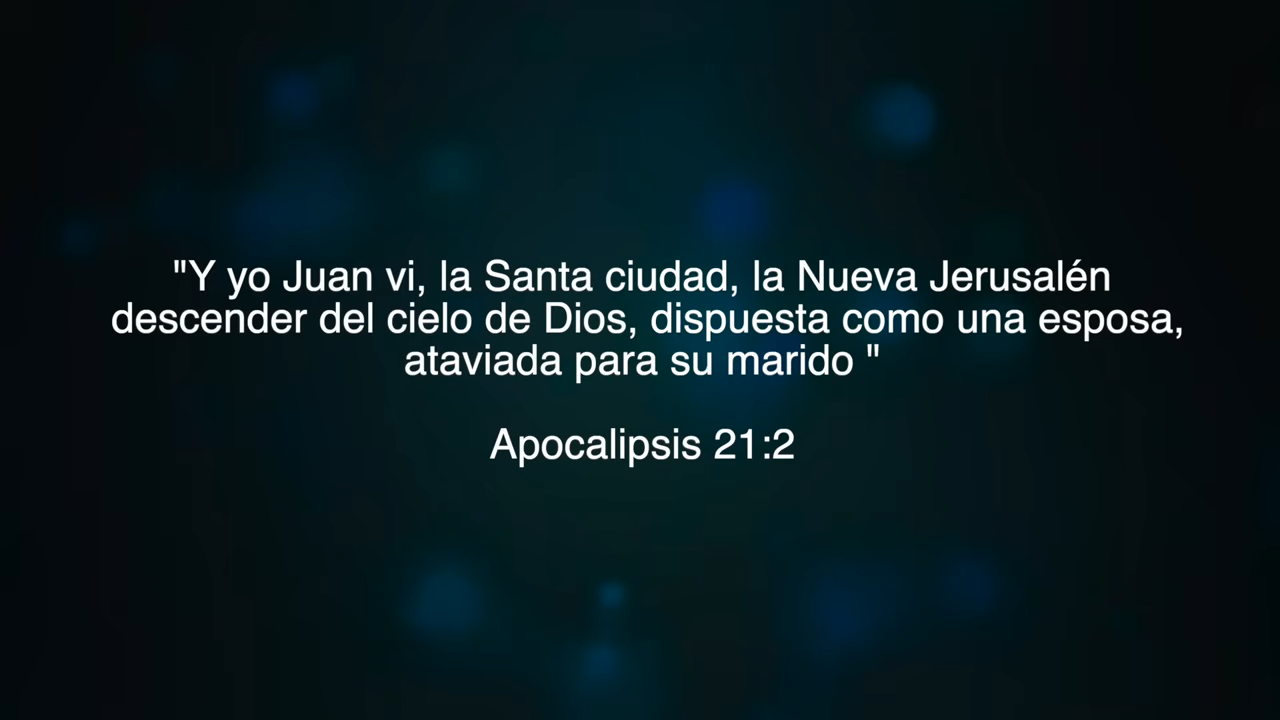 "Y yo Juan vi, la Santa ciudad, la Nueva Jerusalén
descender del cielo de Dios, dispuesta como una esposa,
ataviada para su marido "
Apocalipsis 21:2